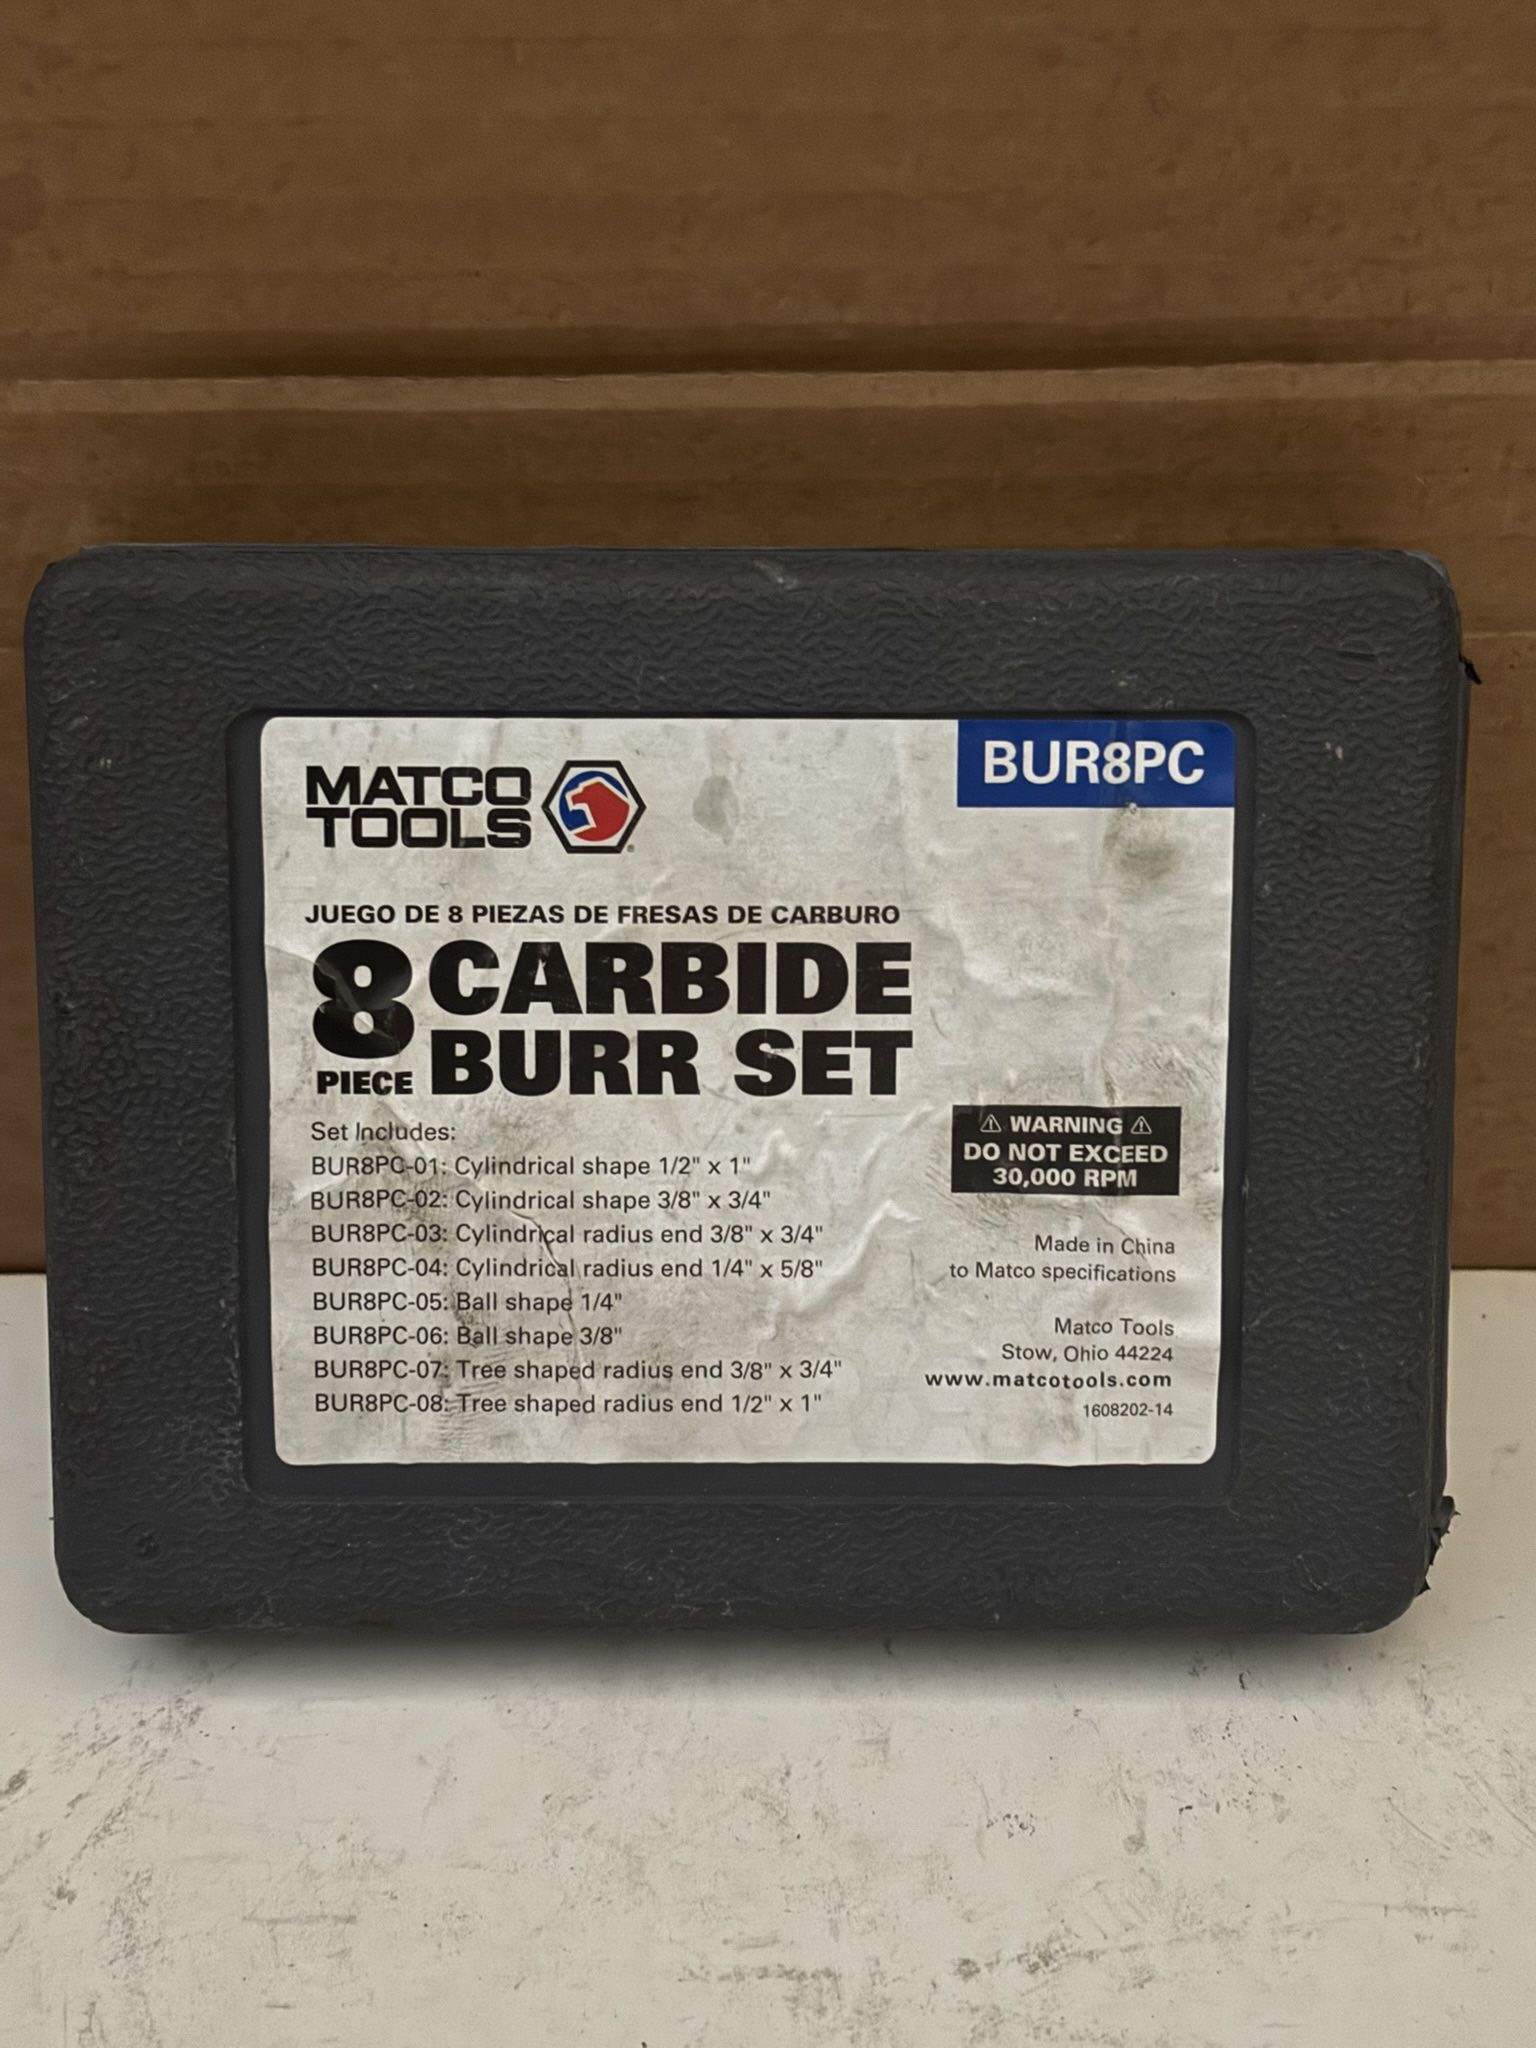 MATCO
TOOLS
BUR8PC
JUEGO DE 8 PIEZAS DE FRESAS DE CARBURO
8 CARBIDE
PIECE BURR SET
Set Includes:
BUR8PC-01: Cylindrical shape 1/2" x 1"
BUR8PC-02: Cylindrical shape 3/8" x 3/4"
BUR8PC-03: Cylindrical radius end 3/8" x 3/4"
BUR8PC-04: Cylindrical radius end 1/4" x 5/8"
BUR8PC-05: Ball shape 1/4"
BUR8PC-06: Ball shape 3/8"
BUR8PC-07: Tree shaped radius end 3/8" x 3/4"
BUR8PC-08: Tree shaped radius end 1/2" x 1"
⚠ WARNING ⚠
DO NOT EXCEED
30,000 RPM
Made in China
to Matco specifications
Matco Tools
Stow, Ohio 44224
www.matcotools.com
1608202-14